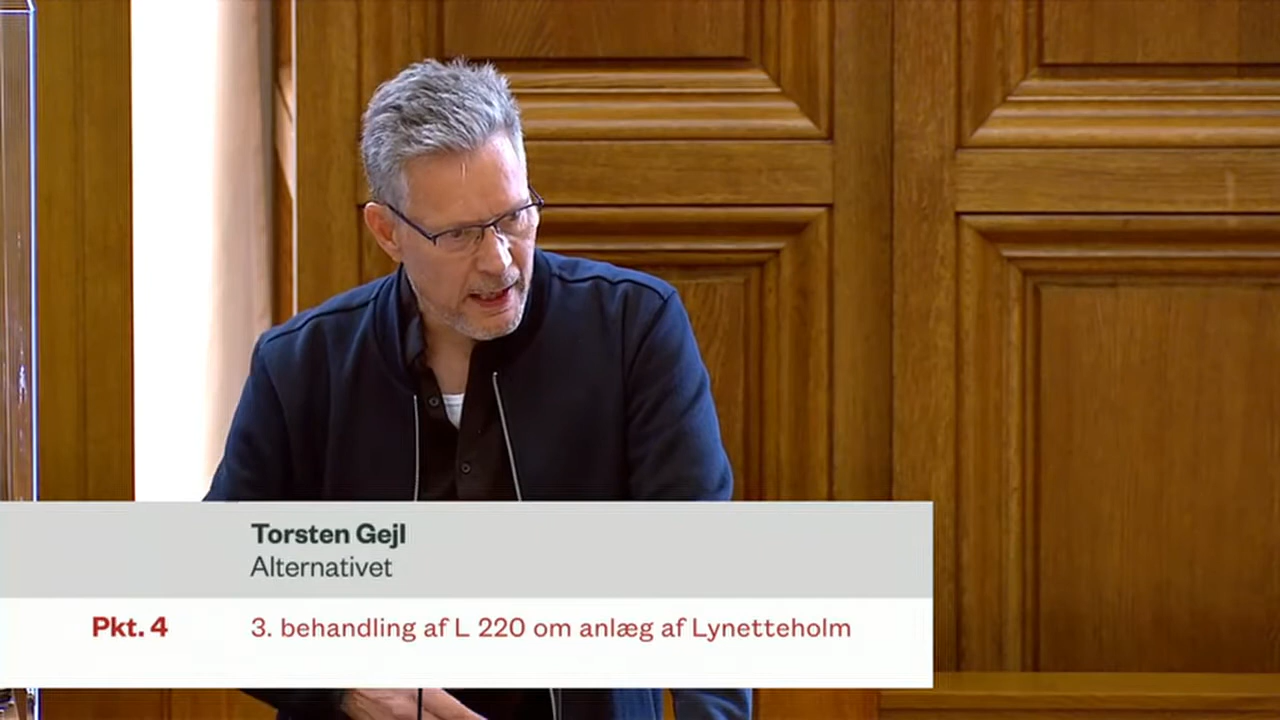 Torsten Gejl
Alternativet
Pkt. 4
3. behandling af L 220 om anlæg af Lynetteholm